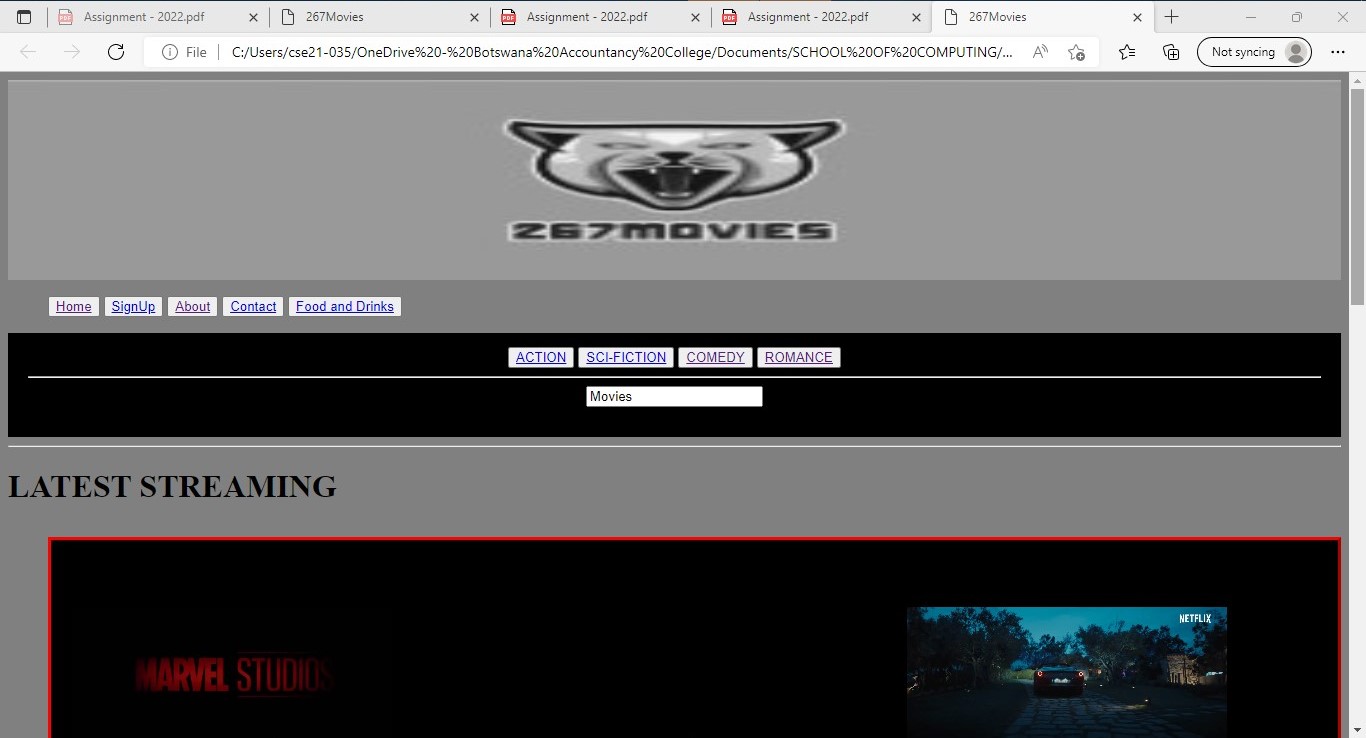 Assignment - 2022.pdf
267Movies
Assignment - 2022.pdf
Assignment - 2022.pdf
267Movies
File
C:/Users/cse21-035/OneDrive%20-%20Botswana%20Accountancy%20College/Documents/SCHOOL%20OF%20COMPUTING/...
Not syncing
267MOVIES
Home SignUp About Contact Food and Drinks
ACTION SCI-FICTION COMEDY ROMANCE
Movies
LATEST STREAMING
NETFLIX
MARVEL STUDIOS